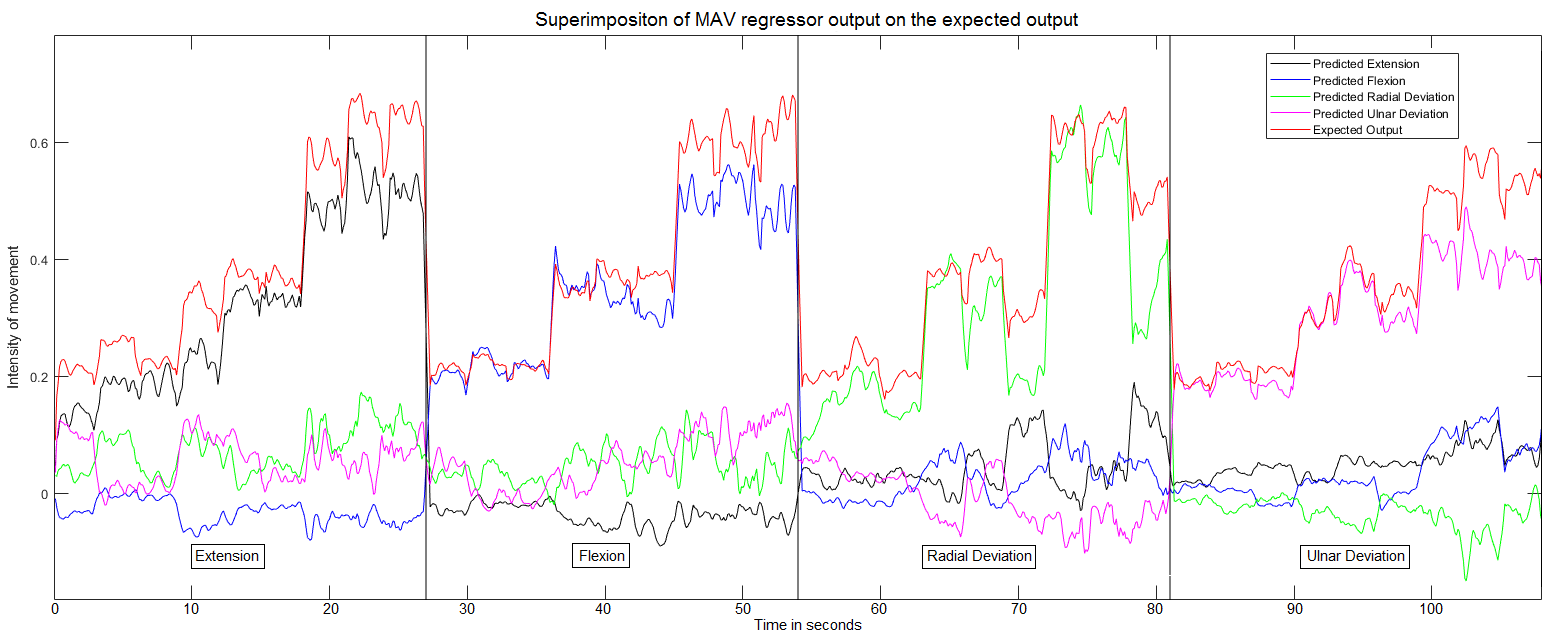 Superimpositon of MAV regressor output on the expected output
Intensity of movement
0.6
0.4
0.2
0
Predicted Extension
Predicted Flexion
Predicted Radial Deviation
Predicted Ulnar Deviation
Expected Output
Extension
Flexion
Radial Deviation
Ulnar Deviation
0 10 20 30 40 50 60 70 80 90 100
Time in seconds